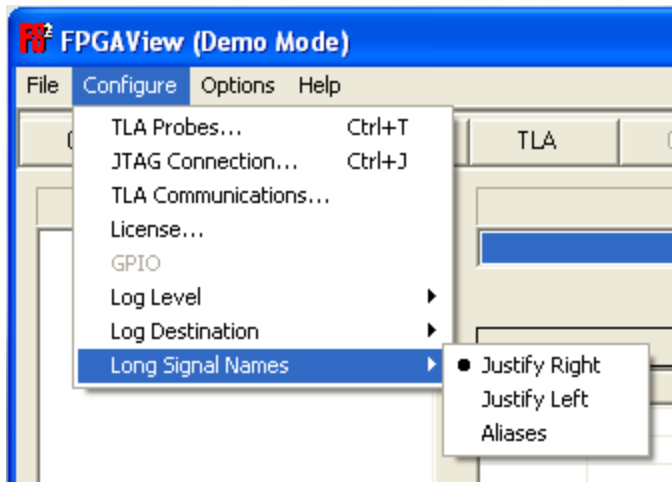 FS² FPGAView (Demo Mode)
File Configure Options Help
TLA Probes... Ctrl+T
TLA
JTAG Connection... Ctrl+J
TLA Communications...
License...
GPIO
Log Level
Log Destination
Long Signal Names
Justify Right
Justify Left
Aliases